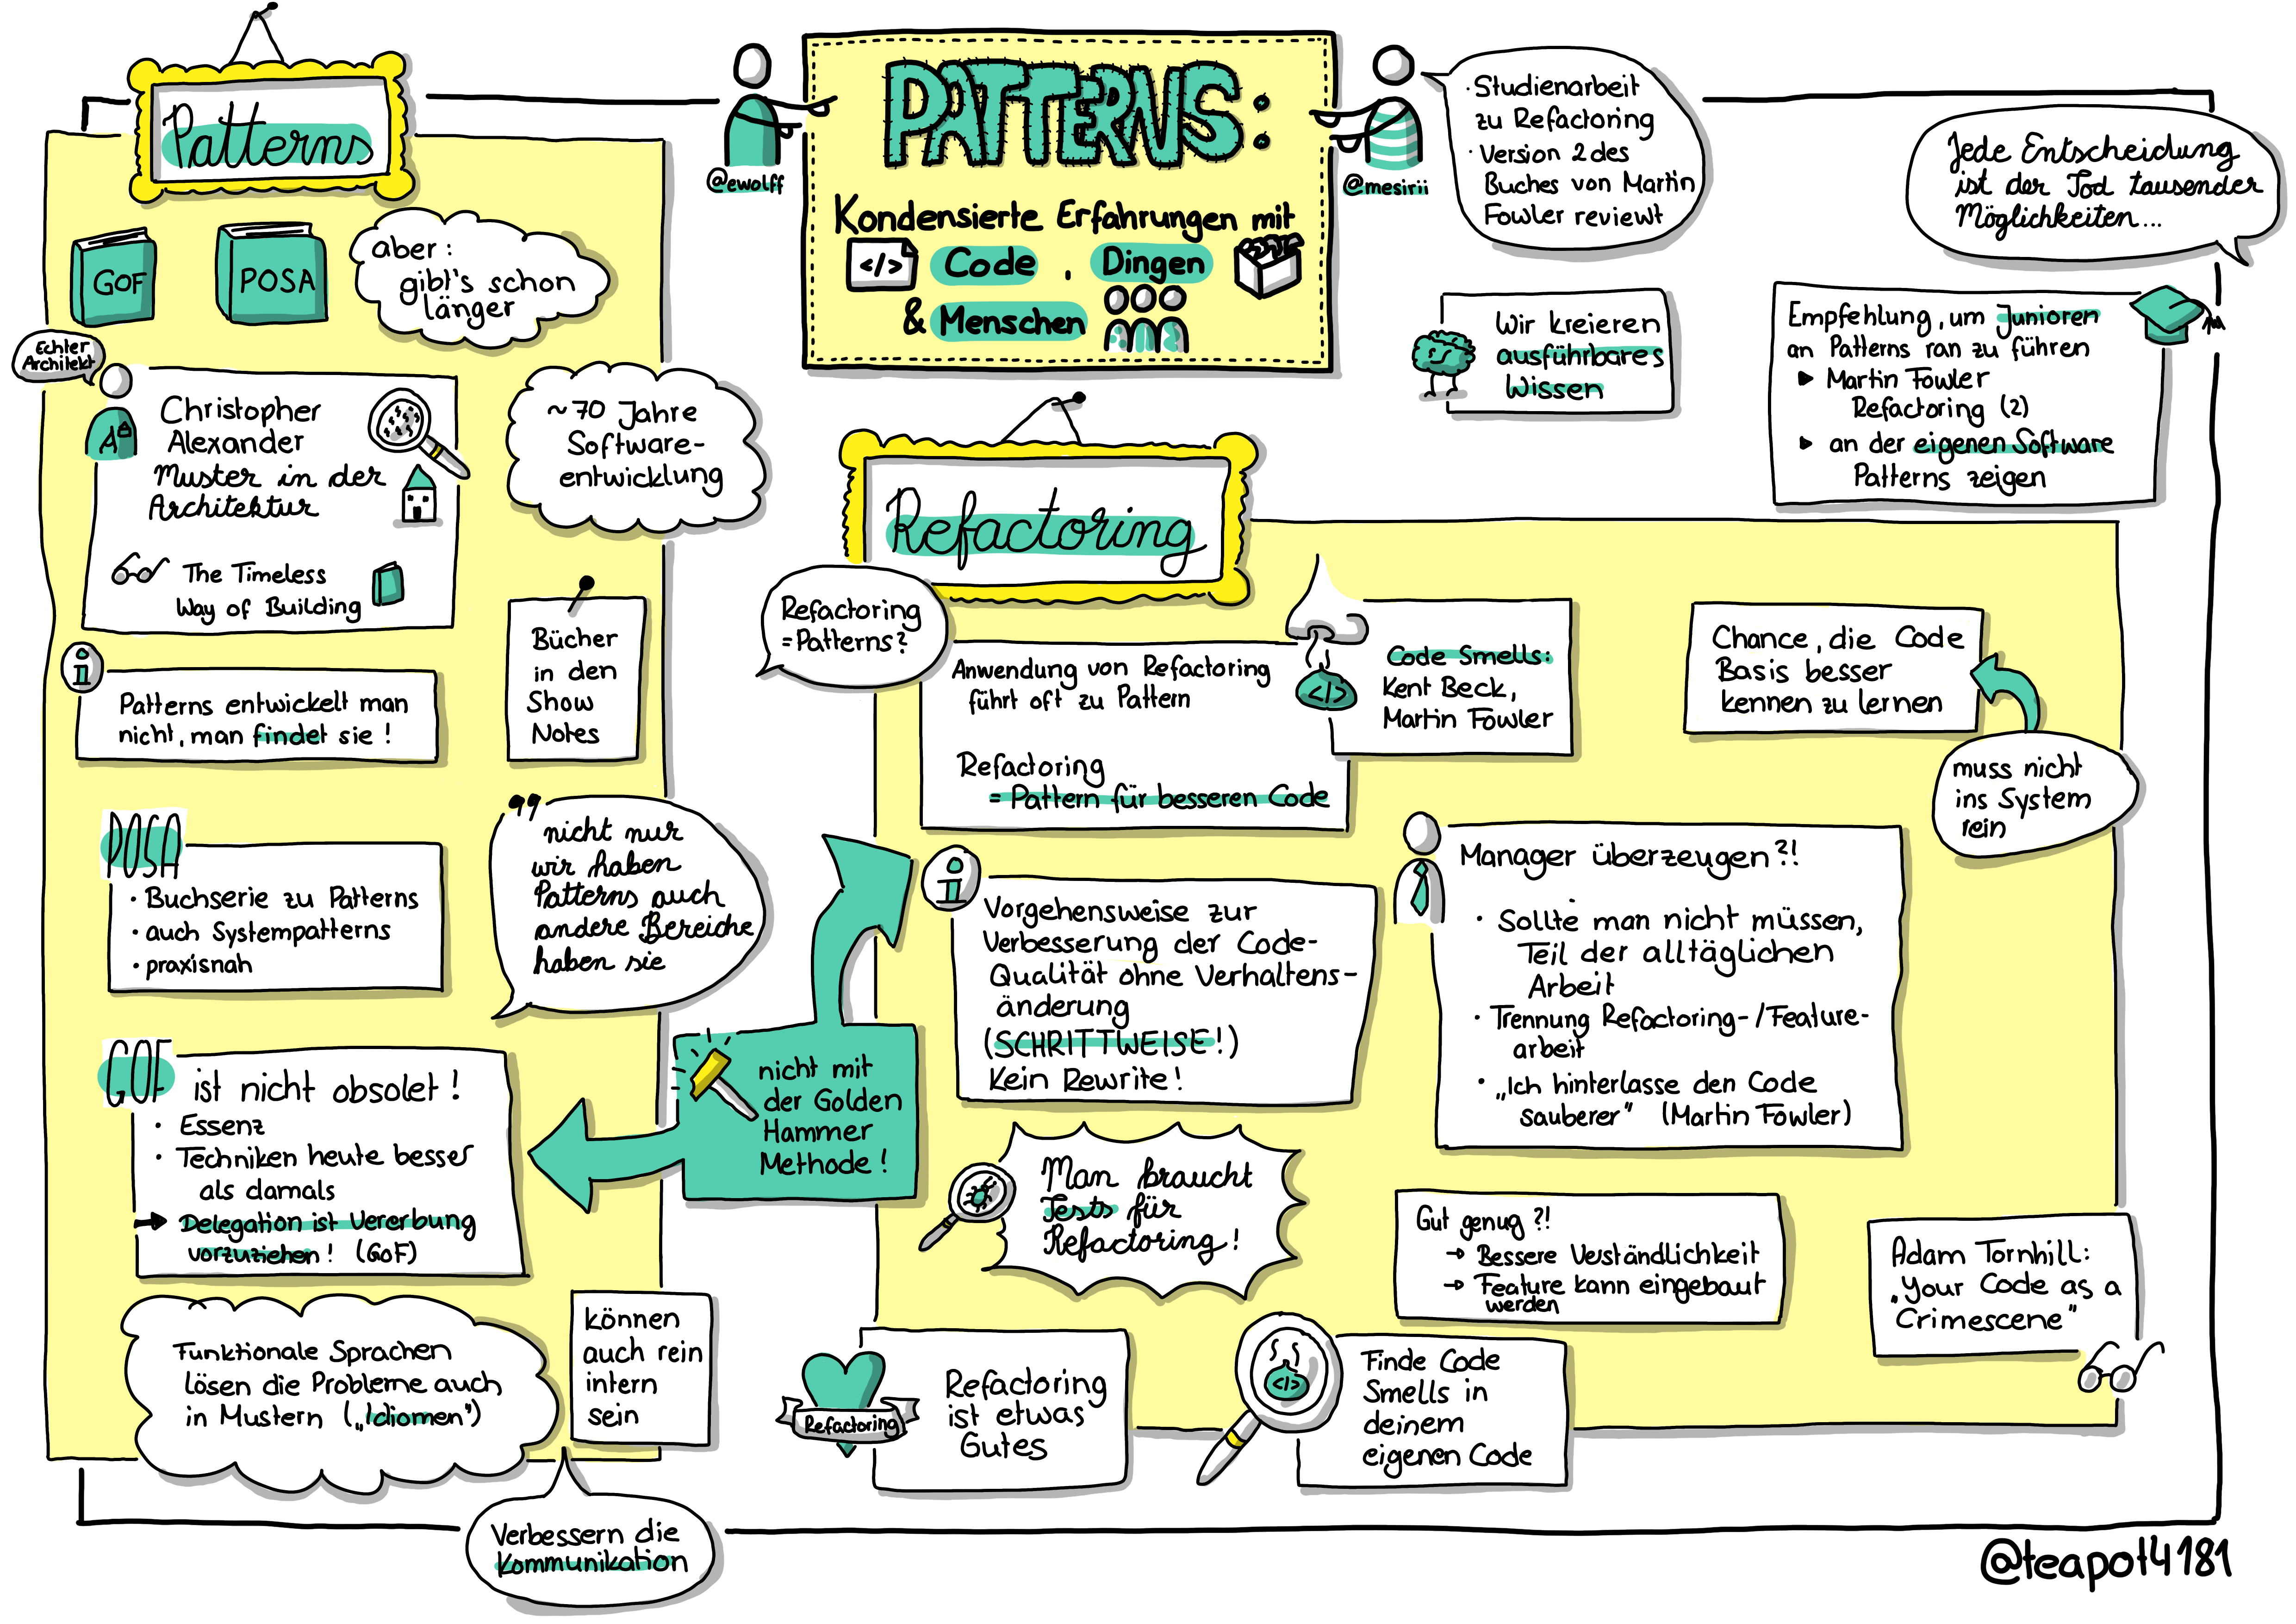 PATTERNS:
Kondensierte Erfahrungen mit
</> Code, Dingen
& Menschen
@ewolff
@mesirii
· Studienarbeit
zu Refactoring
· Version 2 des
Buches von Martin
Fowler reviewt
Jede Entscheidung
ist der Tod tausender
Möglichkeiten...
Wir kreieren
ausführbares
Wissen
Empfehlung, um Junioren
an Patterns ran zu führen
▶ Martin Fowler
Refactoring (2)
▶ an der eigenen Software
Patterns zeigen
Patterns
GOF
POSA
aber:
gibt's schon
länger
Echter
Architekt
A
Christopher
Alexander
Muster in der
Architektur
The Timeless
Way of Building
~70 Jahre
Software-
entwicklung
i
Patterns entwickelt man
nicht, man findet sie!
Bücher
in den
Show
Notes
POSA
· Buchserie zu Patterns
· auch Systempatterns
· praxisnah
"nicht nur
wir haben
Patterns auch
andere Bereiche
haben sie
GOF ist nicht obsolet!
· Essenz
· Techniken heute besser
als damals
→ Delegation ist Vererbung
vorzuziehen! (GoF)
nicht mit
der Golden
Hammer
Methode!
Funktionale Sprachen
lösen die Probleme auch
in Mustern („Idiomen")
können
auch rein
intern
sein
Verbessern die
Kommunikation
Refactoring
Refactoring
= Patterns?
Anwendung von Refactoring
führt oft zu Pattern
Refactoring
= Pattern für besseren Code
</>
Code Smells:
Kent Beck,
Martin Fowler
Chance, die Code
Basis besser
kennen zu lernen
muss nicht
ins System
rein
i
Vorgehensweise zur
Verbesserung der Code-
Qualität ohne Verhaltens-
änderung
(SCHRITTWEISE!)
Kein Rewrite!
Manager überzeugen?!
· Sollte man nicht müssen,
Teil der alltäglichen
Arbeit
· Trennung Refactoring-/Feature-
arbeit
· „Ich hinterlasse den Code
sauberer" (Martin Fowler)
Man braucht
Tests für
Refactoring!
Gut genug?!
→ Bessere Verständlichkeit
→ Feature kann eingebaut
werden
Adam Tornhill:
„Your Code as a
Crimescene"
Refactoring
Refactoring
ist etwas
Gutes
</>
Finde Code
Smells in
deinem
eigenen Code
@teapot4181